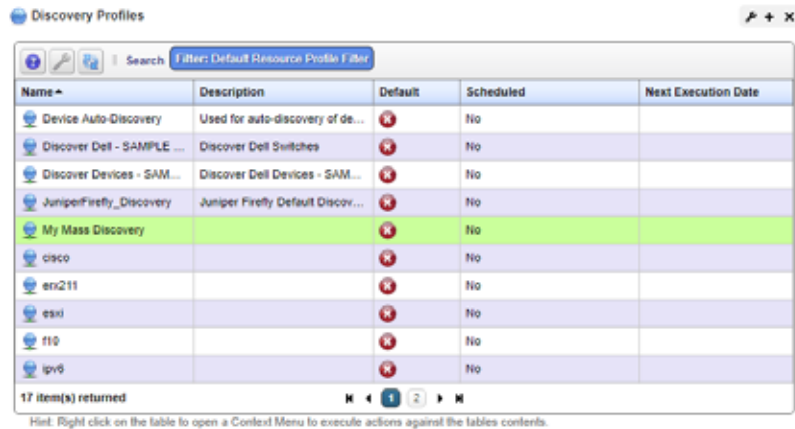 Discovery Profiles
Search Filter: Default Resource Profile Filter
Name Description Default Scheduled Next Execution Date
Device Auto-Discovery Used for auto-discovery of de... No
Discover Dell - SAMPLE ... Discover Dell Switches No
Discover Devices - SAM... Discover Dell Devices - SAM... No
JuniperFirefly_Discovery Juniper Firefly Default Discov... No
My Mass Discovery No
cisco No
erx211 No
esxi No
f10 No
ipv6 No
17 item(s) returned 1 2
Hint: Right click on the table to open a Context Menu to execute actions against the tables contents.